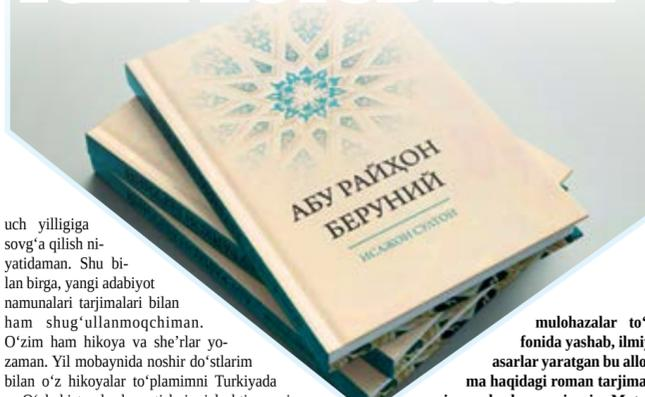 АБУ РАЙҲОН
БЕРУНИЙ
ИСАЖОН СУЛТОН
uch yilligiga
sovg‘a qilish ni-
yatidaman. Shu bi-
lan birga, yangi adabiyot
namunalari tarjimalari bilan
ham shug‘ullanmoqchiman.
O‘zim ham hikoya va she’rlar yo-
zaman. Yil mobaynida noshir do‘stlarim
bilan o‘z hikoyalar to‘plamimni Turkiyada
mulohazalar to‘
fonida yashab, ilmiy
asarlar yaratgan bu allo
ma haqidagi roman tarjima